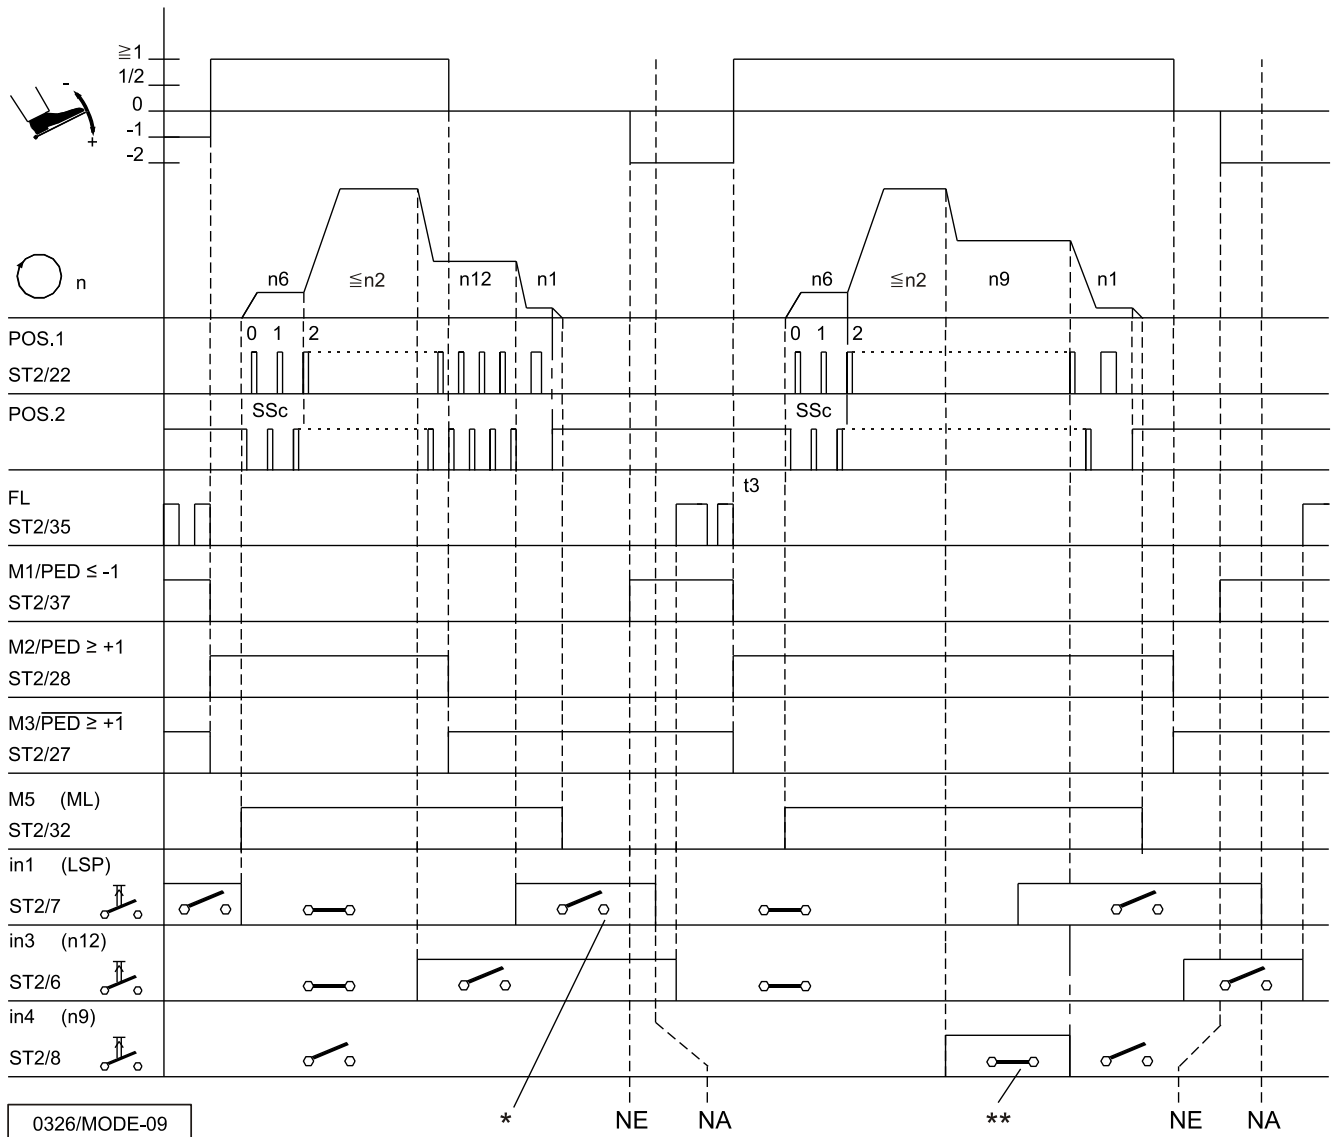 ≧1
1/2
0
-1
-2
-
+
n
n6 ≦n2 n12 n1 n6 ≦n2 n9 n1
POS.1 0 1 2 0 1 2
ST2/22
POS.2 SSc SSc
FL t3
ST2/35
M1/PED ≤ -1
ST2/37
M2/PED ≥ +1
ST2/28
M3/PED ≥ +1
ST2/27
M5 (ML)
ST2/32
in1 (LSP)
ST2/7
in3 (n12)
ST2/6
in4 (n9)
ST2/8
0326/MODE-09 * NE NA ** NE NA